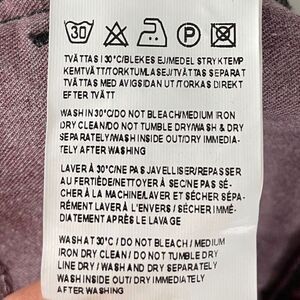 30 P
TVÄTTAS I 30°C/BLEKES EJ/MEDEL STRYKTEMP
KEMTVÄTT/TORKTUMLAS EJ/TVÄTTAS SEPARAT
TVÄTTAS MED AVIGSIDAN UT/TORKAS DIREKT
EFTER TVÄTT
WASH IN 30°C/DO NOT BLEACH/MEDIUM IRON
DRY CLEAN/DO NOT TUMBLE DRY/WASH & DRY
SEPARATELY/WASH INSIDE OUT/DRY IMMEDIA-
TELY AFTER WASHING
LAVER À 30°C/NE PAS JAVELLISER/REPASSER
AU FER TIÈDE/NETTOYER À SEC/NE PAS SÉ-
CHER À LA MACHINE/LAVER ET SÉCHER SÉPA-
RÉMENT LAVER À L'ENVERS / SÉCHER IMMÉ-
DIATEMENT APRÈS LE LAVAGE
WASH AT 30°C / DO NOT BLEACH / MEDIUM
IRON DRY CLEAN / DO NOT TUMBLE DRY
LINE DRY / WASH AND DRY SEPARATELY
WASH INSIDE OUT / DRY IMMEDIATELY
AFTER WASHING